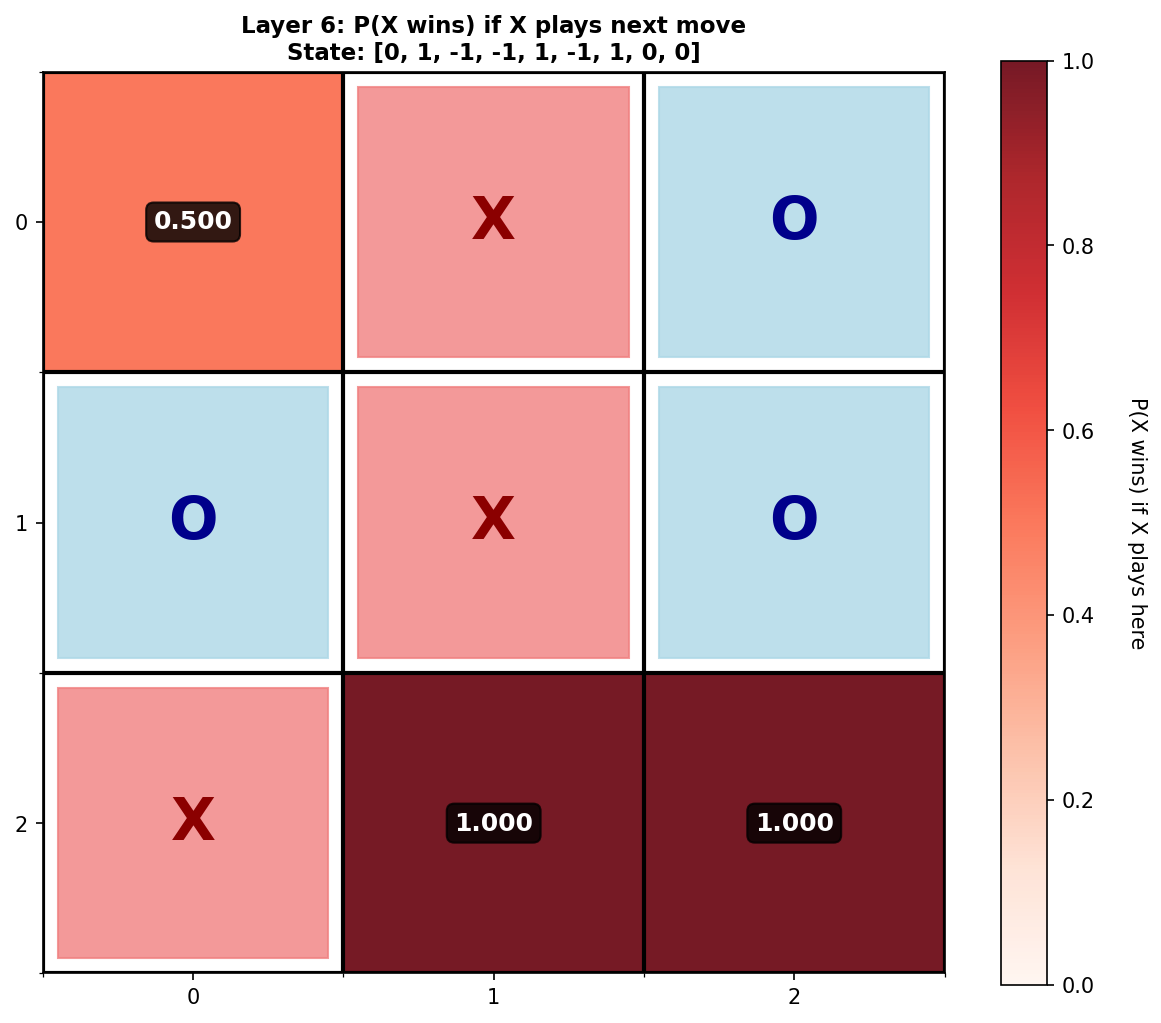 Layer 6: P(X wins) if X plays next move
State: [0, 1, -1, -1, 1, -1, 1, 0, 0]
0.500
X
O
O
X
O
X
1.000
1.000
0
1
2
0
1
2
1.0
0.8
0.6
0.4
0.2
0.0
P(X wins) if X plays here